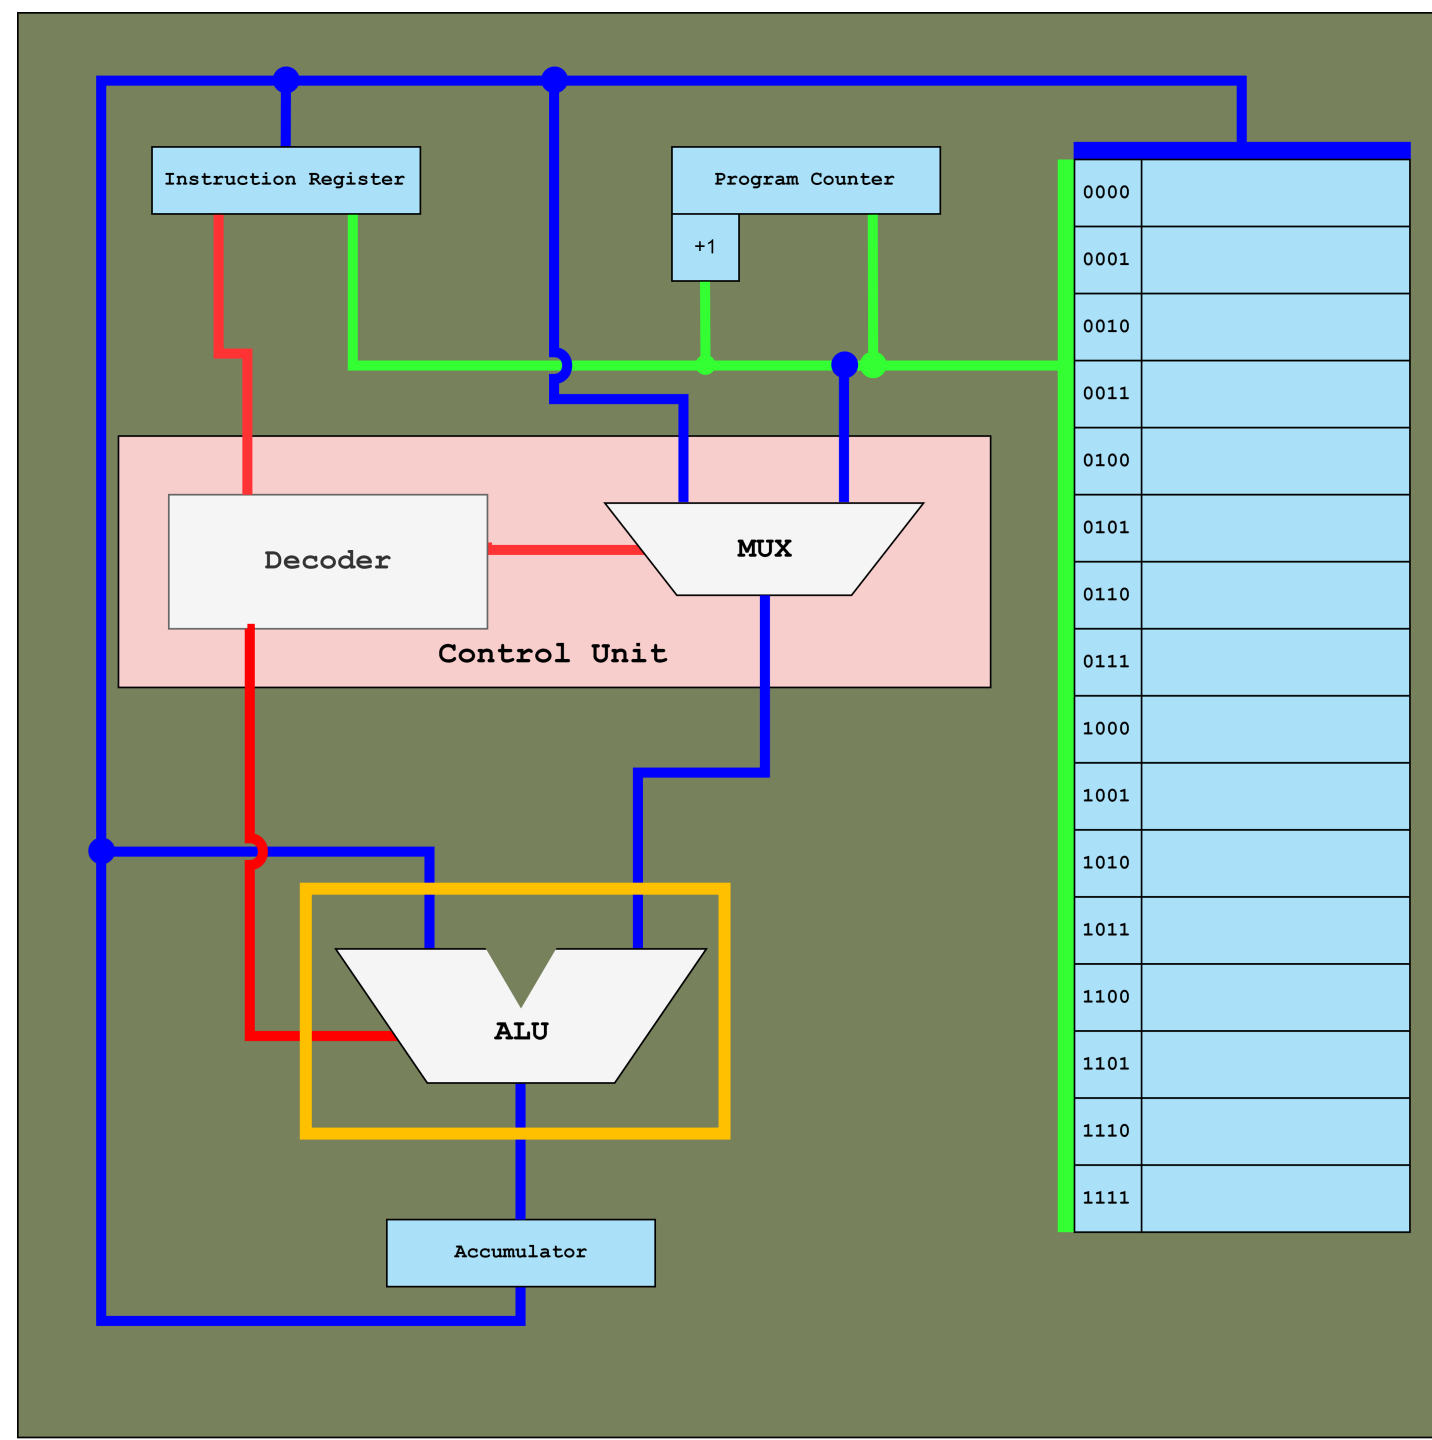 Instruction Register
Program Counter
+1
0000
0001
0010
0011
0100
0101
0110
0111
1000
1001
1010
1011
1100
1101
1110
1111
Decoder
MUX
Control Unit
ALU
Accumulator